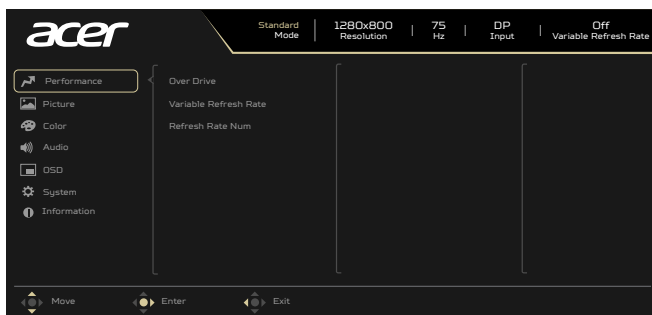 acer
Standard Mode
1280x800 Resolution
75 Hz
DP Input
Off Variable Refresh Rate
Performance
Picture
Color
Audio
OSD
System
Information
Over Drive
Variable Refresh Rate
Refresh Rate Num
Move
Enter
Exit